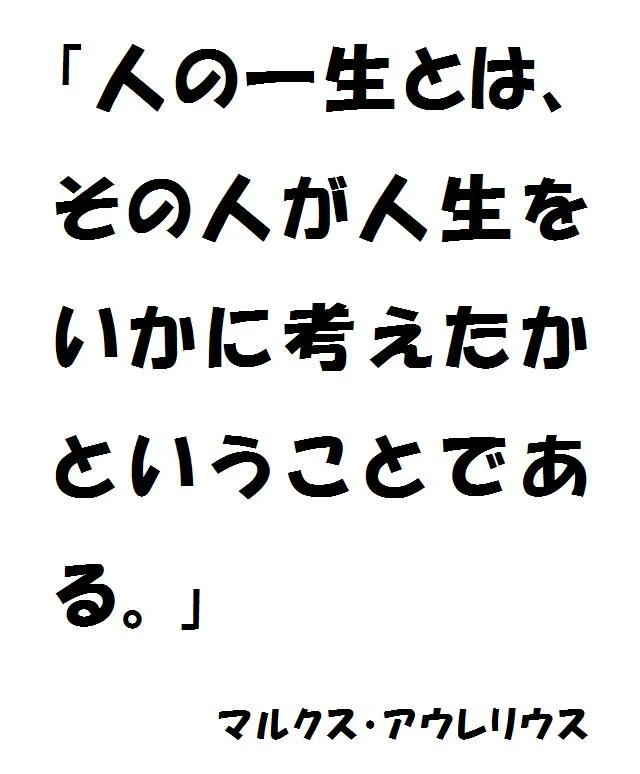 「人の一生とは、
その人が人生を
いかに考えたか
ということであ
る。」
マルクス・アウレリウス